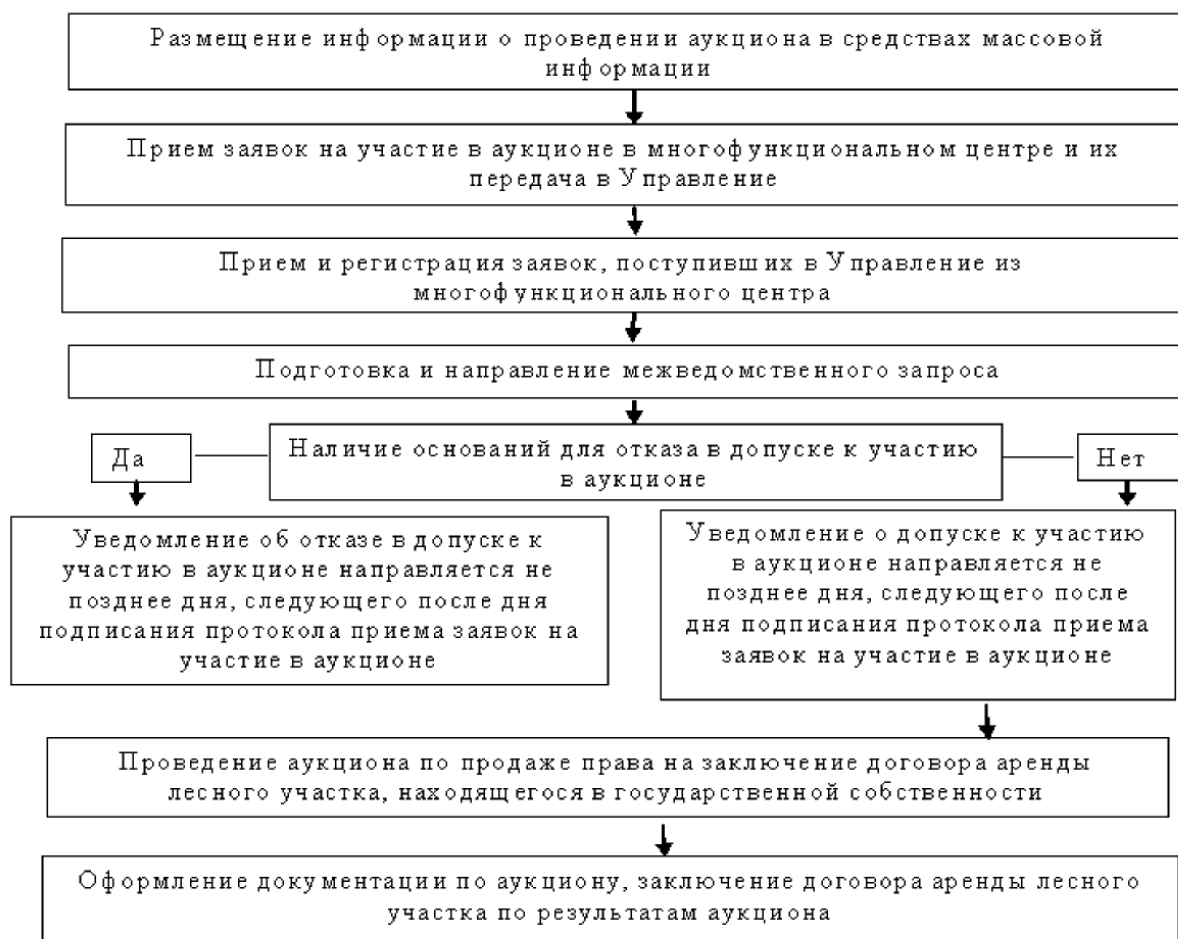 Размещение информации о проведении аукциона в средствах массовой
информации
Прием заявок на участие в аукционе в многофункциональном центре и их
передача в Управление
Прием и регистрация заявок, поступивших в Управление из
многофункционального центра
Подготовка и направление межведомственного запроса
Да
Наличие оснований для отказа в допуске к участию
в аукционе
Нет
Уведомление об отказе в допуске к
участию в аукционе направляется не
позднее дня, следующего после дня
подписания протокола приема заявок на
участие в аукционе
Уведомление о допуске к участию
в аукционе направляется не
позднее дня, следующего после
дня подписания протокола приема
заявок на участие в аукционе
Проведение аукциона по продаже права на заключение договора аренды
лесного участка, находящегося в государственной собственности
Оформление документации по аукциону, заключение договора аренды лесного
участка по результатам аукциона